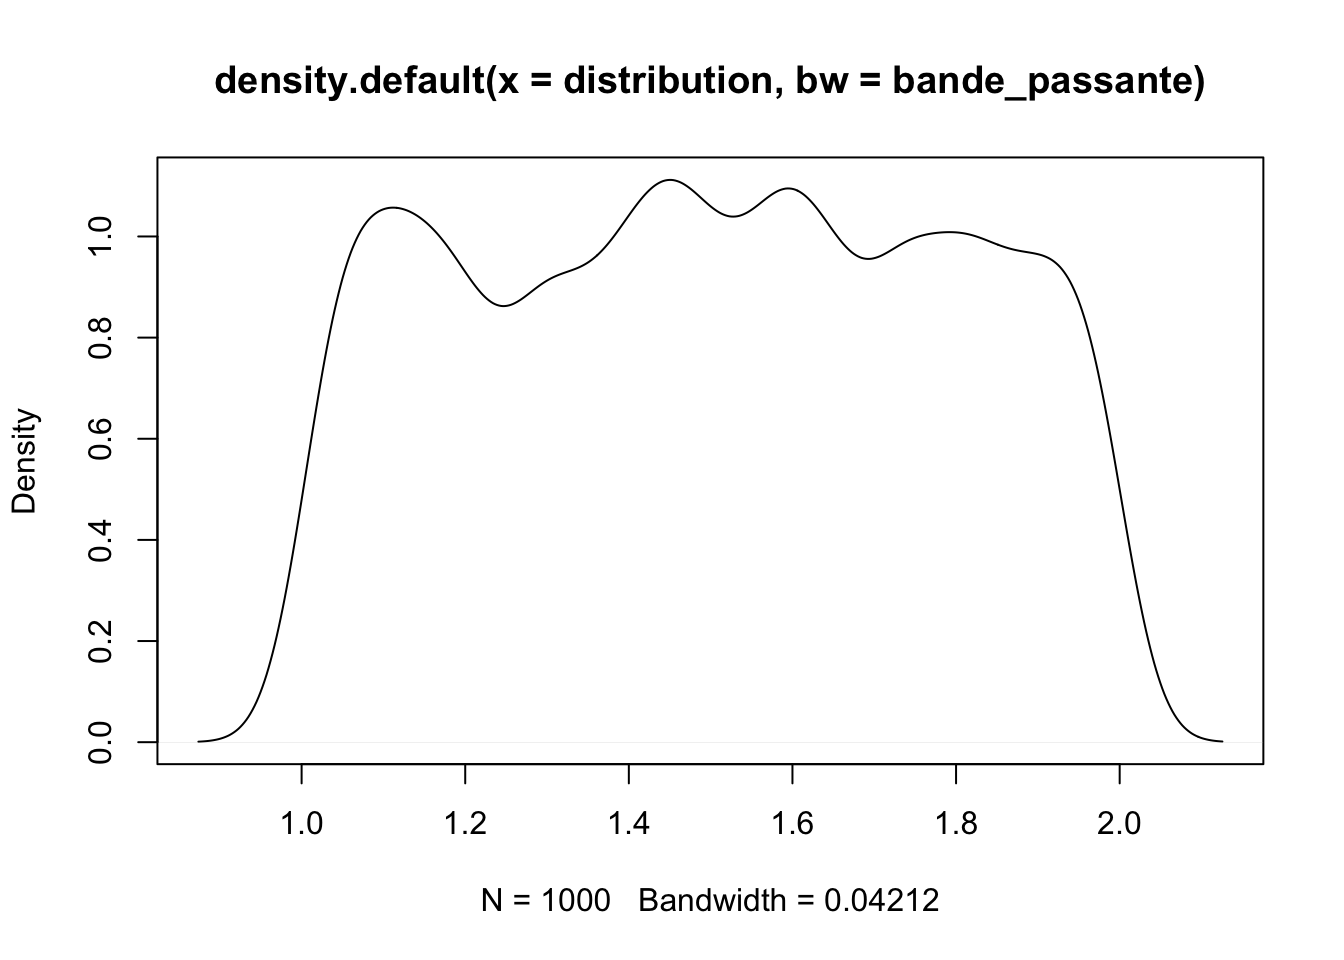 density.default(x = distribution, bw = bande_passante)
Density
0.0 0.2 0.4 0.6 0.8 1.0
1.0 1.2 1.4 1.6 1.8 2.0
N = 1000 Bandwidth = 0.04212